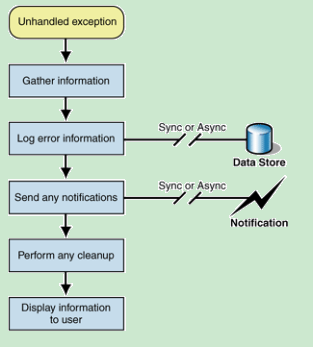 Unhandled exception
Gather information
Log error information
Sync or Async
Data Store
Send any notifications
Sync or Async
Notification
Perform any cleanup
Display information
to user